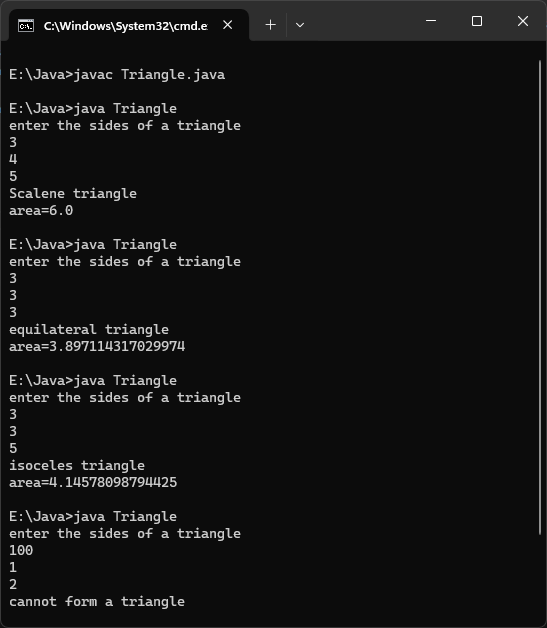 C:\Windows\System32\cmd.e
E:\Java>javac Triangle.java
E:\Java>java Triangle
enter the sides of a triangle
3
4
5
Scalene triangle
area=6.0
E:\Java>java Triangle
enter the sides of a triangle
3
3
3
equilateral triangle
area=3.897114317029974
E:\Java>java Triangle
enter the sides of a triangle
3
3
5
isoceles triangle
area=4.14578098794425
E:\Java>java Triangle
enter the sides of a triangle
100
1
2
cannot form a triangle